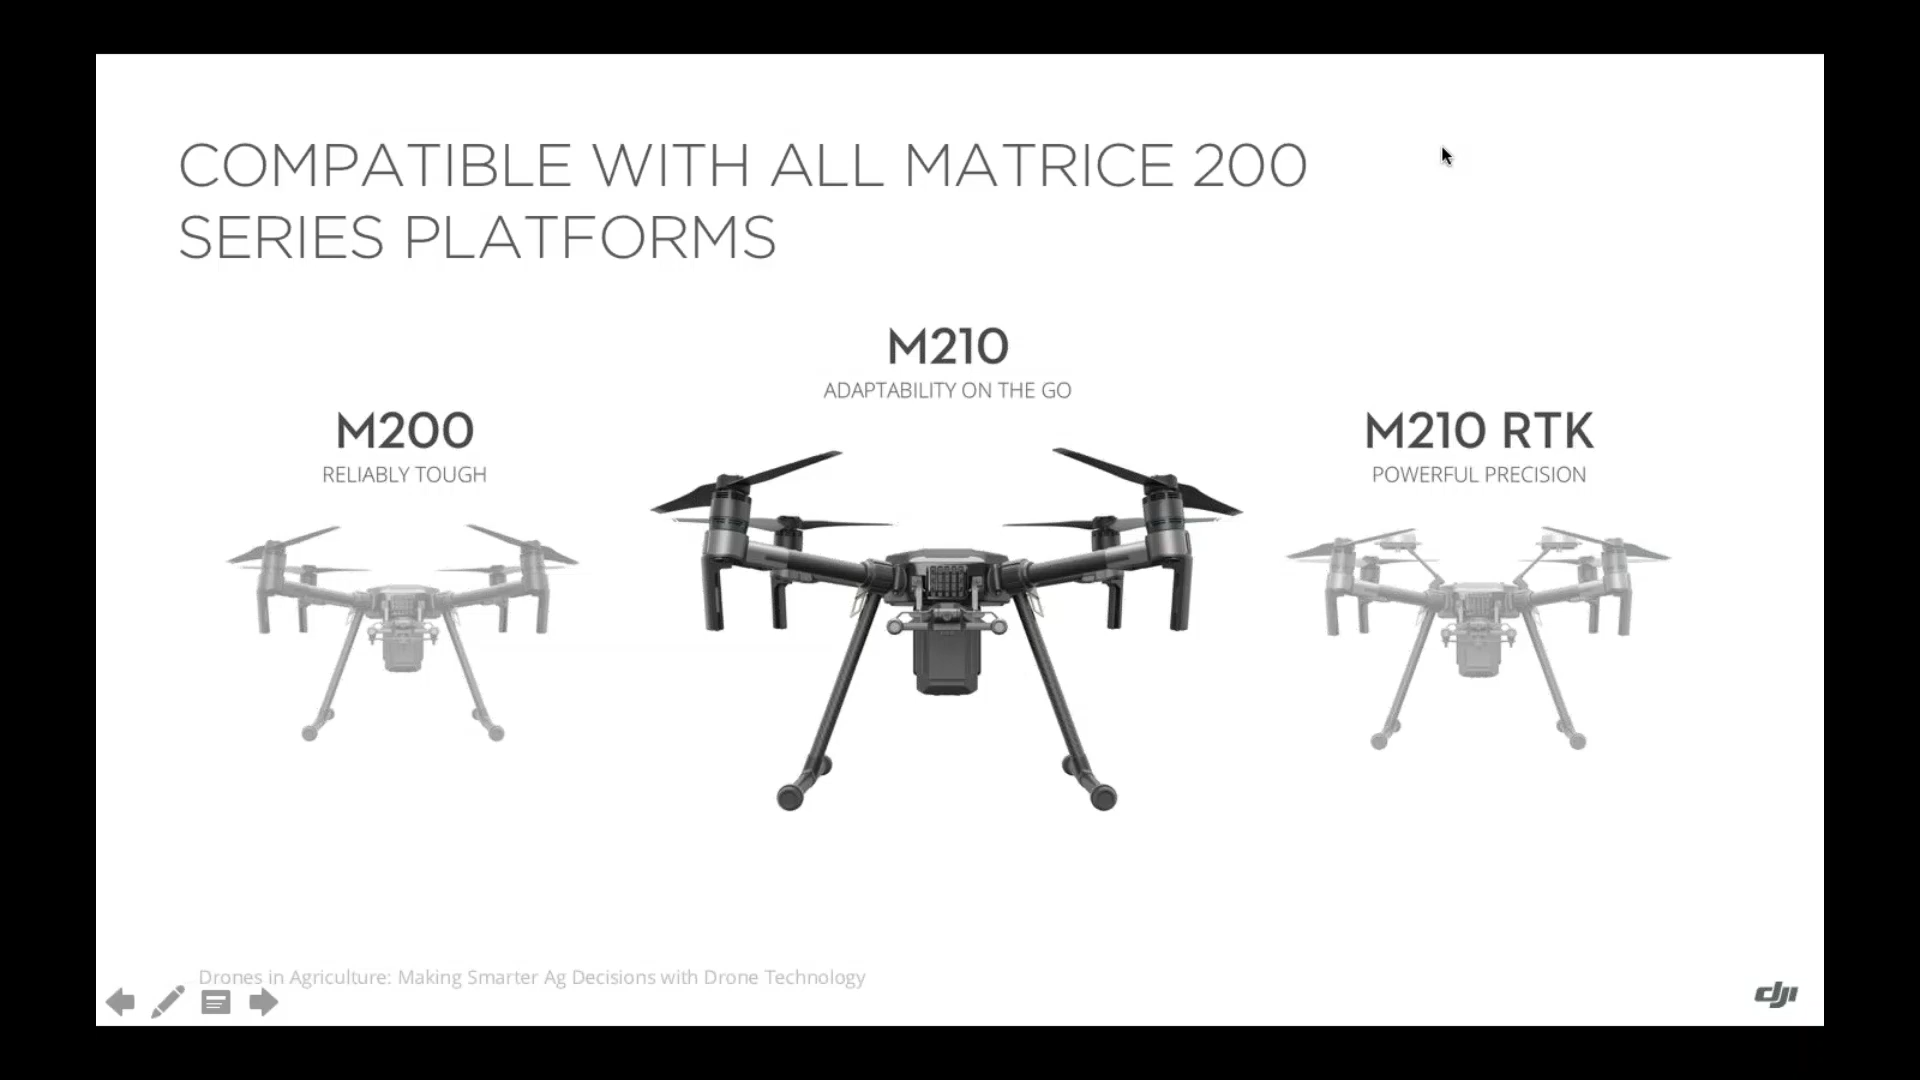 COMPATIBLE WITH ALL MATRICE 200
SERIES PLATFORMS
M210
ADAPTABILITY ON THE GO
M200
RELIABLY TOUGH
M210 RTK
POWERFUL PRECISION
Drones in Agriculture: Making Smarter Ag Decisions with Drone Technology
dji